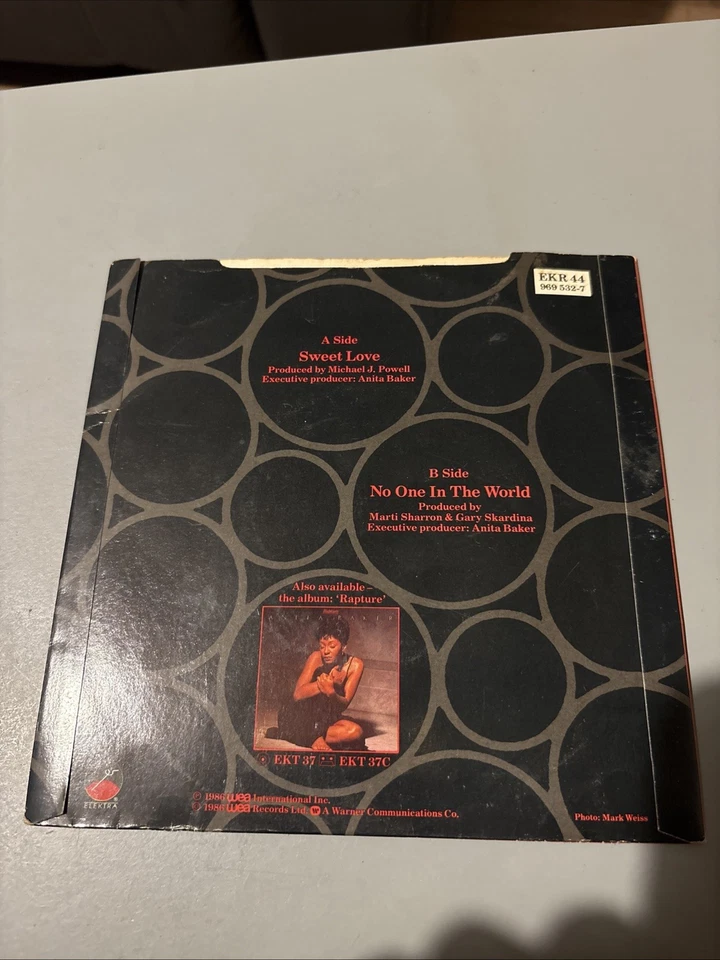 EKR 44
969 532-7
A Side
Sweet Love
Produced by Michael J. Powell
Executive producer: Anita Baker
B Side
No One In The World
Produced by
Marti Sharron & Gary Skardina
Executive producer: Anita Baker
Also available –
the album: ‘Rapture’
ANITA BAKER
EKT 37 EKT 37C
ELEKTRA
℗ 1986 wea International Inc.
© 1986 wea Records Ltd. A Warner Communications Co.
Photo: Mark Weiss